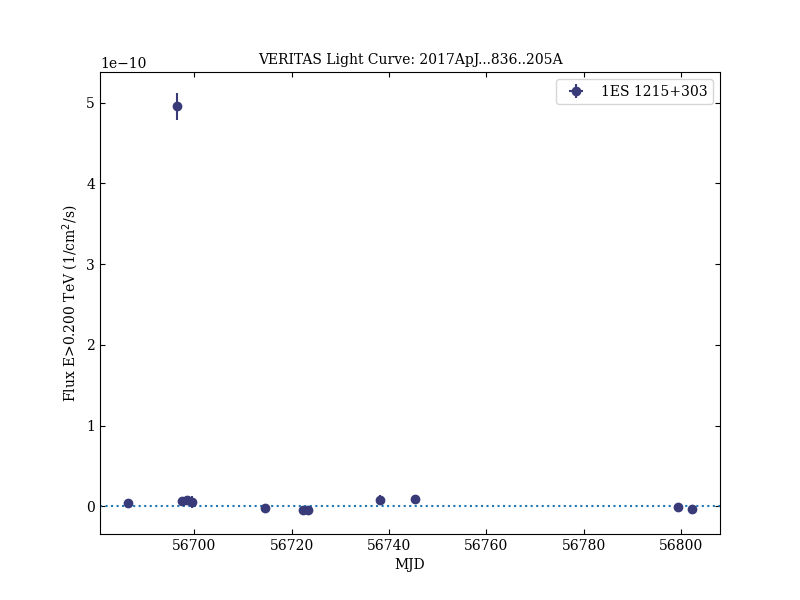 VERITAS Light Curve: 2017ApJ...836..205A
1e−10
1ES 1215+303
5
4
3
2
1
0
Flux E>0.200 TeV (1/cm²/s)
56700 56720 56740 56760 56780 56800
MJD